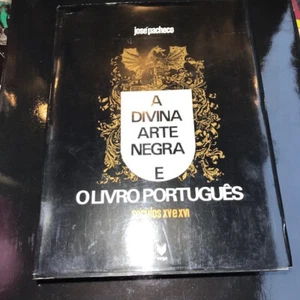 josé pacheco
A
DIVINA
ARTE
NEGRA
E
O LIVRO PORTUGUÊS
séculos XV e XVI